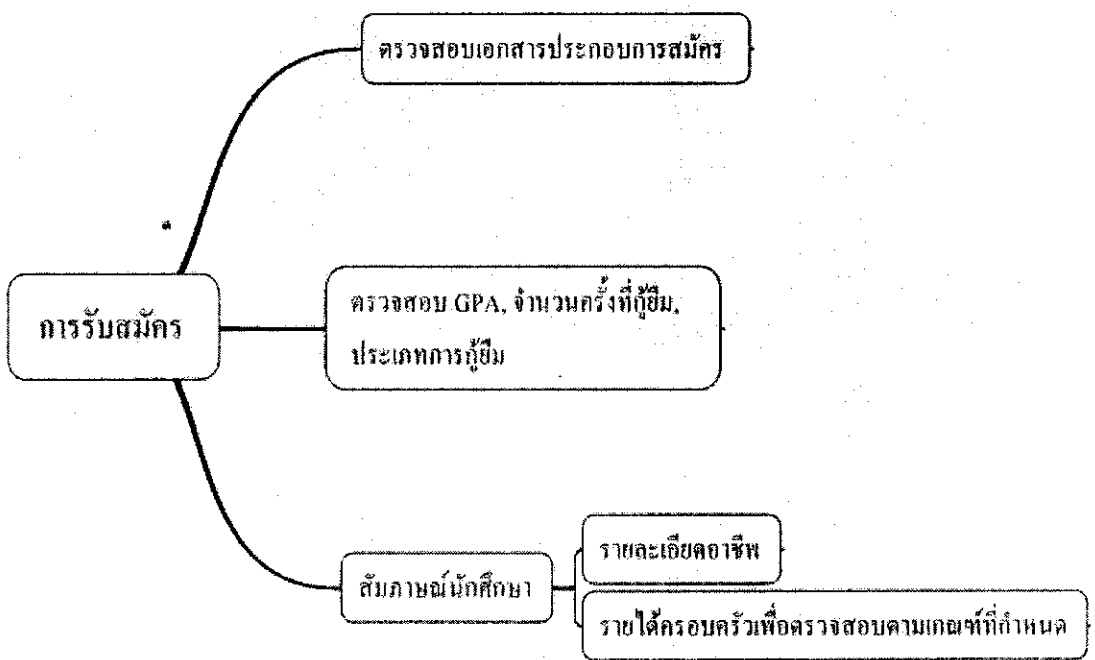 ตรวจสอบเอกสารประกอบการสมัคร
การรับสมัคร
ตรวจสอบ GPA, จำนวนครั้งที่กู้ยืม,
ประเภทการกู้ยืม
สัมภาษณ์นักศึกษา
รายละเอียดอาชีพ
รายได้ครอบครัวเพื่อตรวจสอบตามเกณฑ์ที่กำหนด